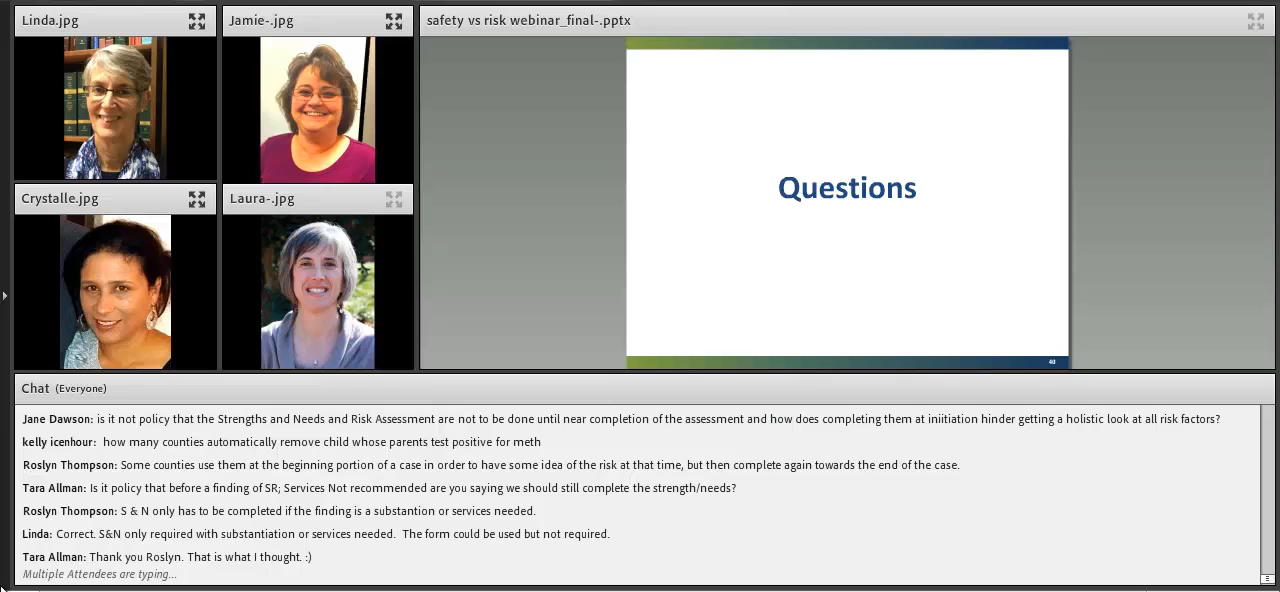 Linda.jpg
Jamie-.jpg
safety vs risk webinar_final-.pptx
Crystalle.jpg
Laura-.jpg
Questions
40
Chat (Everyone)
Jane Dawson: is it not policy that the Strengths and Needs and Risk Assessment are not to be done until near completion of the assessment and how does completing them at iniitiation hinder getting a holistic look at all risk factors?
kelly icenhour: how many counties automatically remove child whose parents test positive for meth
Roslyn Thompson: Some counties use them at the beginning portion of a case in order to have some idea of the risk at that time, but then complete again towards the end of the case.
Tara Allman: Is it policy that before a finding of SR; Services Not recommended are you saying we should still complete the strength/needs?
Roslyn Thompson: S & N only has to be completed if the finding is a substantion or services needed.
Linda: Correct. S&N only required with substantiation or services needed. The form could be used but not required.
Tara Allman: Thank you Roslyn. That is what I thought. :)
Multiple Attendees are typing...